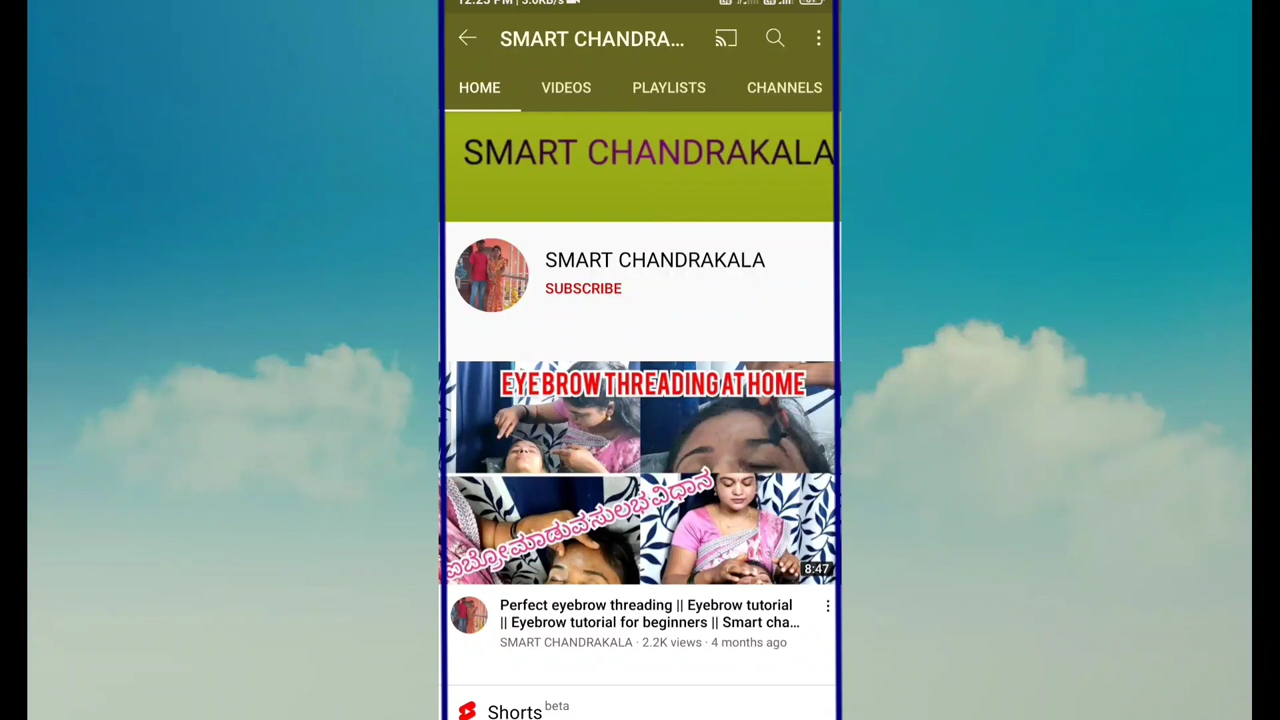 SMART CHANDRA...
HOME VIDEOS PLAYLISTS CHANNELS
SMART CHANDRAKALA
SMART CHANDRAKALA
SUBSCRIBE
EYEBROW THREADING AT HOME
ಐಬ್ರೋ ಮಾಡುವ ಸುಲಭ ವಿಧಾನ
8:47
Perfect eyebrow threading || Eyebrow tutorial
|| Eyebrow tutorial for beginners || Smart cha...
SMART CHANDRAKALA · 2.2K views · 4 months ago
Shorts beta